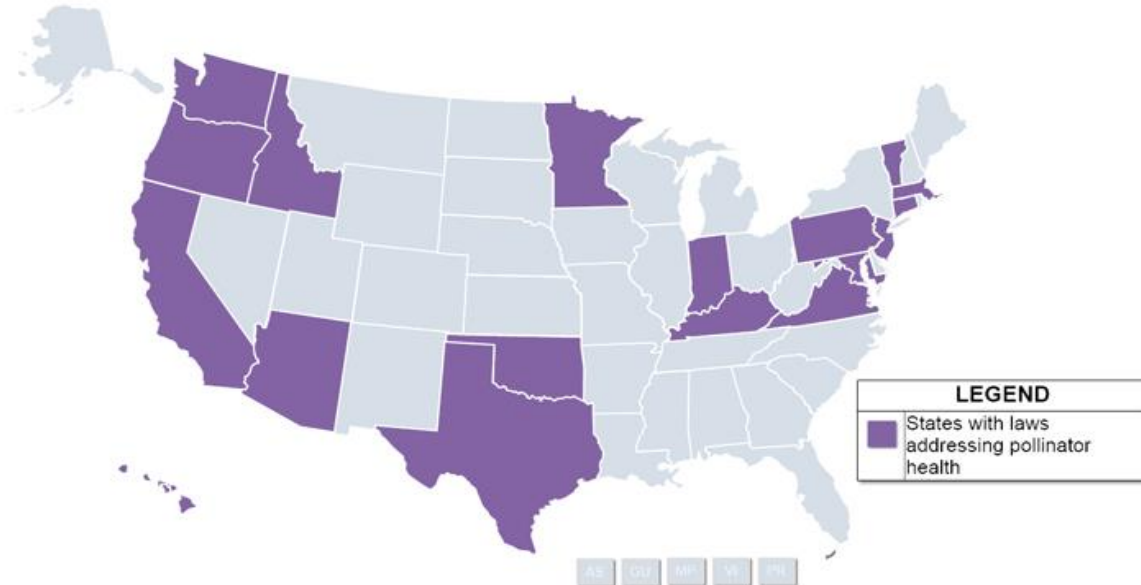 LEGEND
States with laws
addressing pollinator
health
AS GU MP VI PR